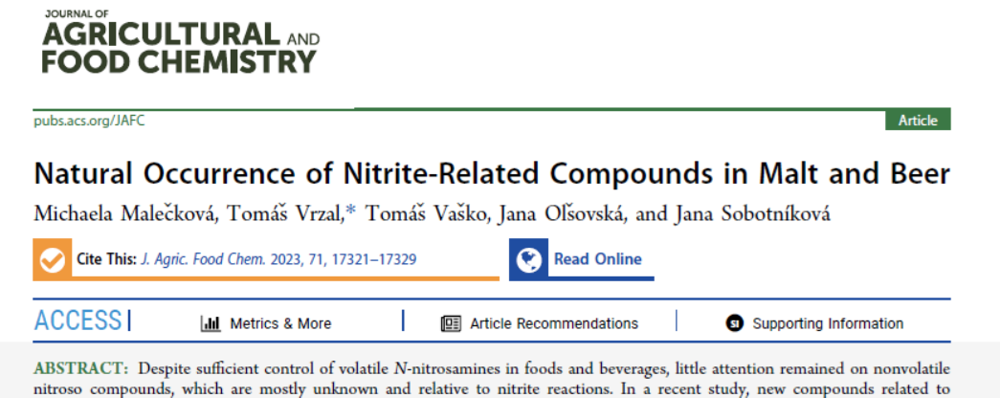 JOURNAL OF
AGRICULTURAL AND
FOOD CHEMISTRY
pubs.acs.org/JAFC
Article
Natural Occurrence of Nitrite-Related Compounds in Malt and Beer
Michaela Malečková, Tomáš Vrzal,* Tomáš Vaško, Jana Olšovská, and Jana Sobotníková
Cite This: J. Agric. Food Chem. 2023, 71, 17321–17329
Read Online
ACCESS
Metrics & More
Article Recommendations
SI Supporting Information
ABSTRACT: Despite sufficient control of volatile N-nitrosamines in foods and beverages, little attention remained on nonvolatile
nitroso compounds, which are mostly unknown and relative to nitrite reactions. In a recent study, new compounds related to